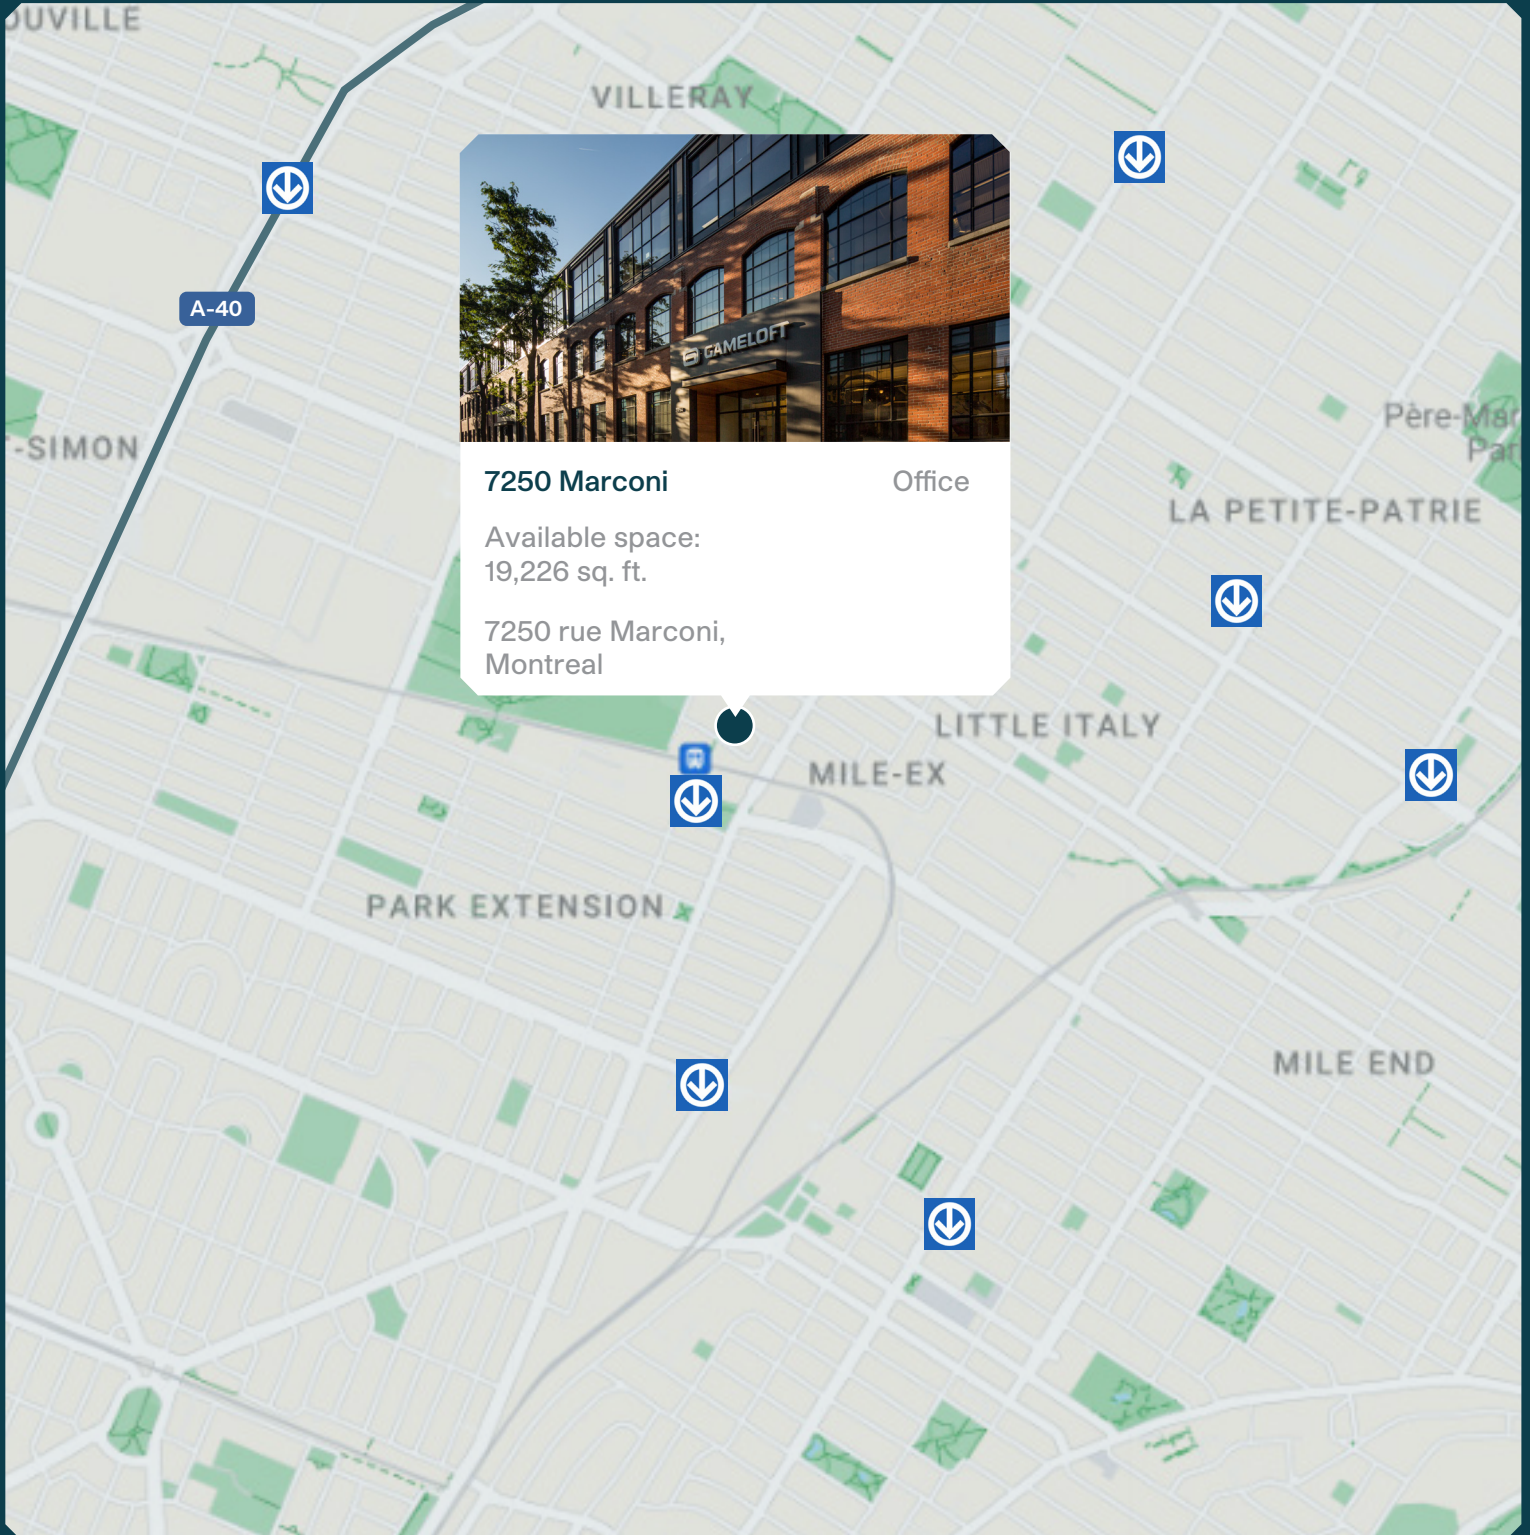 VILLERAY
A-40
GAMELOFT
-SIMON
7250 Marconi
Office
Available space:
19,226 sq. ft.
7250 rue Marconi,
Montreal
LA PETITE-PATRIE
LITTLE ITALY
MILE-EX
PARK EXTENSION
MILE END